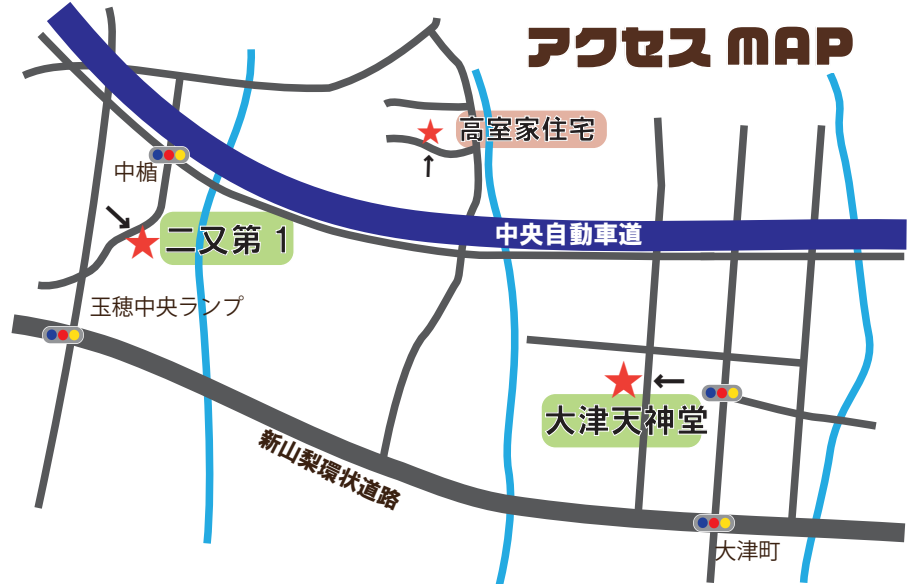 アクセス MAP
高室家住宅
中楯
二又第 1
中央自動車道
玉穂中央ランプ
大津天神堂
新山梨環状道路
大津町